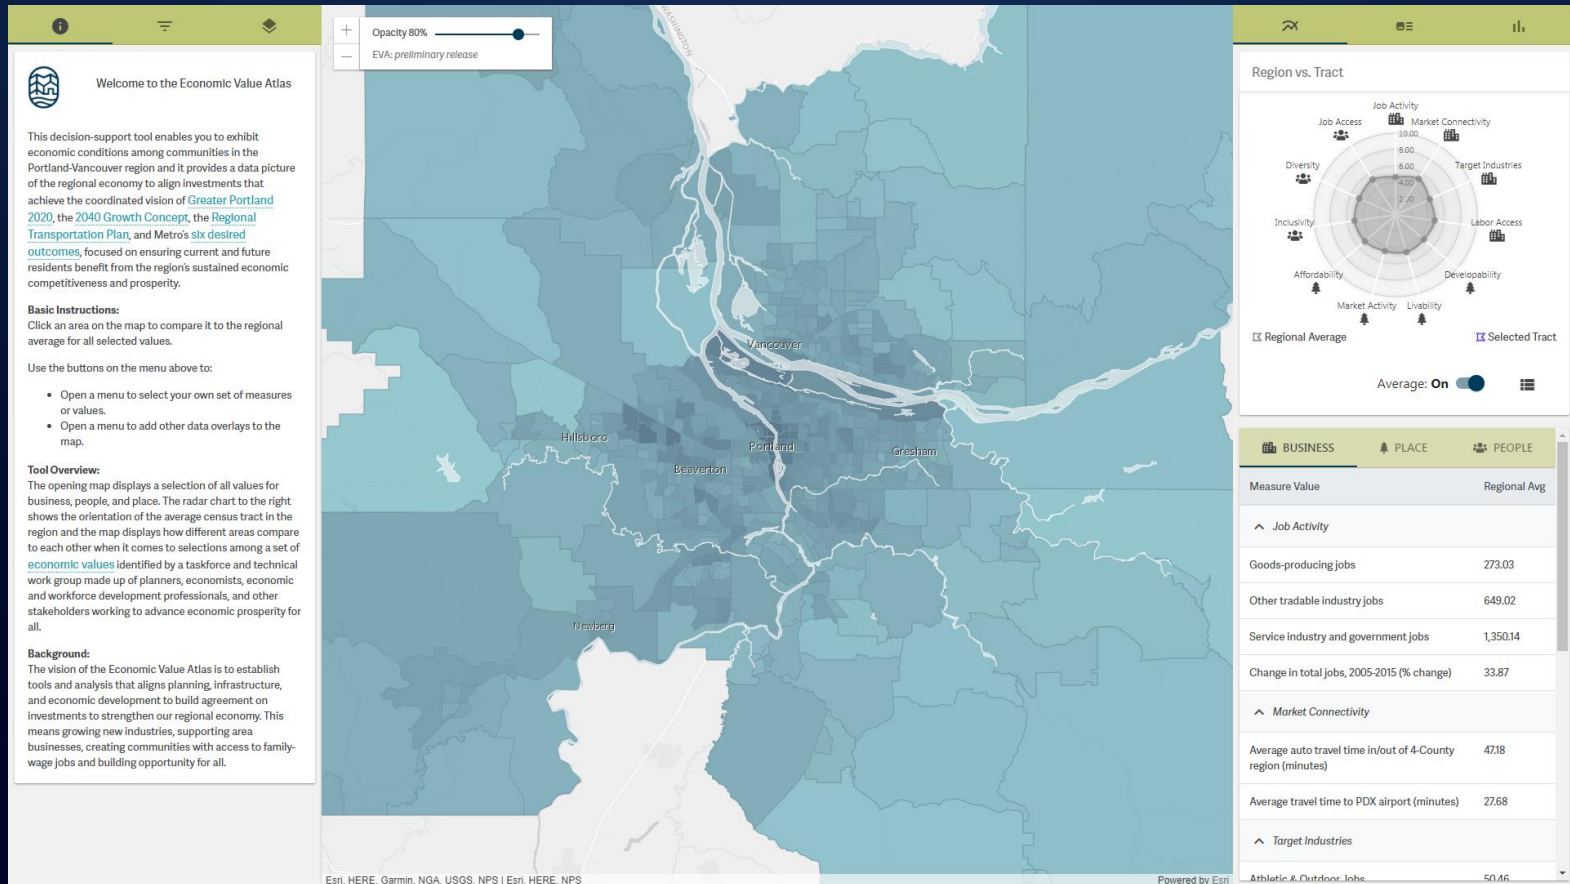 Welcome to the Economic Value Atlas
This decision-support tool enables you to exhibit
economic conditions among communities in the
Portland-Vancouver region and it provides a data picture
of the regional economy to align investments that
achieve the coordinated vision of Greater Portland
2020, the 2040 Growth Concept, the Regional
Transportation Plan, and Metro's six desired
outcomes, focused on ensuring current and future
residents benefit from the region's sustained economic
competitiveness and prosperity.
Basic Instructions:
Click an area on the map to compare it to the regional
average for all selected values.
Use the buttons on the menu above to:
• Open a menu to select your own set of measures
or values.
• Open a menu to add other data overlays to the
map.
Tool Overview:
The opening map displays a selection of all values for
business, people, and place. The radar chart to the right
shows the orientation of the average census tract in the
region and the map displays how different areas compare
to each other when it comes to selections among a set of
economic values identified by a taskforce and technical
work group made up of planners, economists, economic
and workforce development professionals, and other
stakeholders working to advance economic prosperity for
all.
Background:
The vision of the Economic Value Atlas is to establish
tools and analysis that aligns planning, infrastructure,
and economic development to build agreement on
investments to strengthen our regional economy. This
means growing new industries, supporting area
businesses, creating communities with access to family-
wage jobs and building opportunity for all.
+
−
Opacity 80%
EVA: preliminary release
WASHINGTON
Vancouver
Hillsboro
Portland
Beaverton
Gresham
Newberg
Esri, HERE, Garmin, NGA, USGS, NPS | Esri, HERE, NPS
Powered by Esri
Region vs. Tract
Job Activity
Job Access
Market Connectivity
10.00
8.00
Diversity
6.00
Target Industries
4.00
2.00
Inclusivity
Labor Access
Affordability
Developability
Market Activity
Livability
Regional Average
Selected Tract
Average: On
BUSINESS
PLACE
PEOPLE
Measure Value Regional Avg
Job Activity
Goods-producing jobs 273.03
Other tradable industry jobs 649.02
Service industry and government jobs 1,350.14
Change in total jobs, 2005-2015 (% change) 33.87
Market Connectivity
Average auto travel time in/out of 4-County 47.18
region (minutes)
Average travel time to PDX airport (minutes) 27.68
Target Industries
Athletic & Outdoor Jobs 50.46